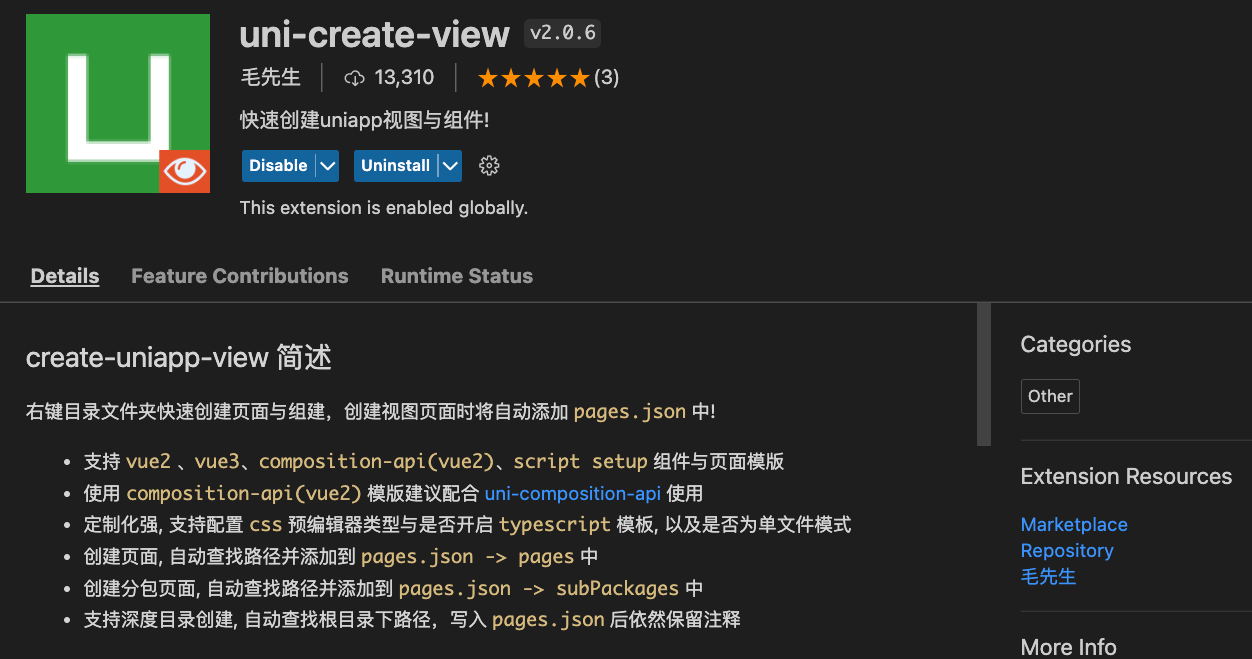 uni-create-view v2.0.6
毛先生 13,310 (3)
快速创建uniapp视图与组件!
Disable Uninstall
This extension is enabled globally.
Details Feature Contributions Runtime Status
create-uniapp-view 简述
右键目录文件夹快速创建页面与组建，创建视图页面时将自动添加 pages.json 中!
• 支持 vue2 、vue3、composition-api(vue2)、script setup 组件与页面模版
• 使用 composition-api(vue2) 模版建议配合 uni-composition-api 使用
• 定制化强, 支持配置 css 预编辑器类型与是否开启 typescript 模板, 以及是否为单文件模式
• 创建页面, 自动查找路径并添加到 pages.json -> pages 中
• 创建分包页面, 自动查找路径并添加到 pages.json -> subPackages 中
• 支持深度目录创建, 自动查找根目录下路径，写入 pages.json 后依然保留注释
Categories
Other
Extension Resources
Marketplace
Repository
毛先生
More Info